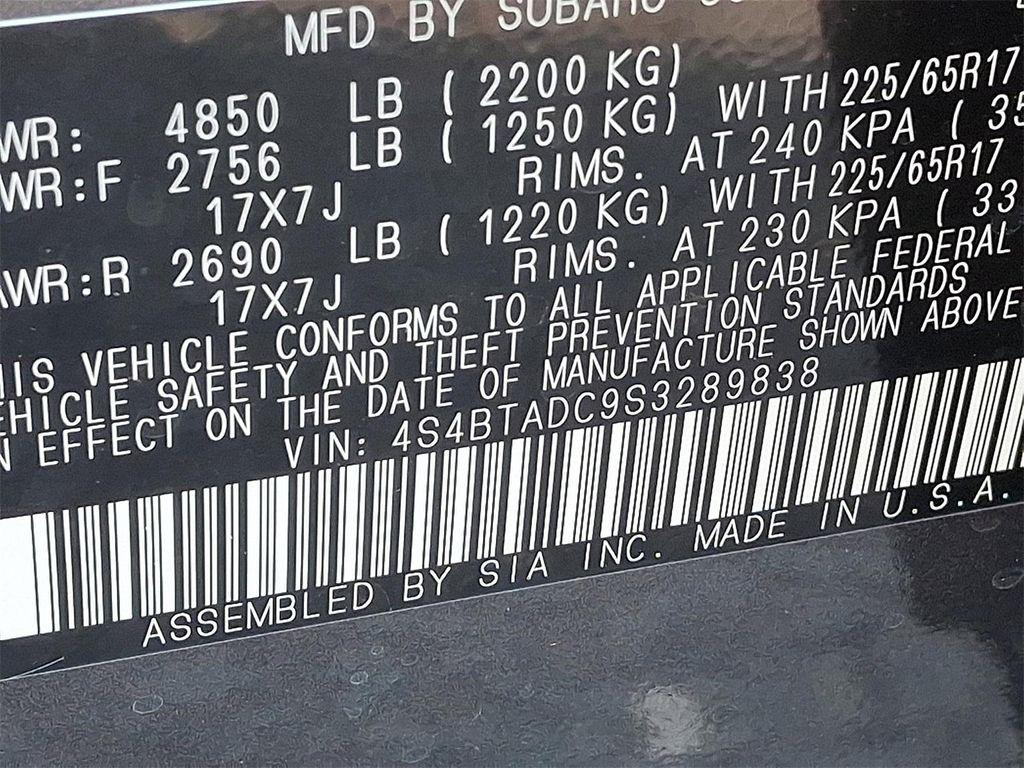 MFD BY SUBARU
WR: 4850 LB ( 2200 KG)
WR:F 2756 LB ( 1250 KG) WITH 225/65R17
17X7J RIMS. AT 240 KPA ( 35
WR:R 2690 LB ( 1220 KG) WITH 225/65R17
17X7J RIMS. AT 230 KPA ( 33
HIS VEHICLE CONFORMS TO ALL APPLICABLE FEDERAL
EHICLE SAFETY AND THEFT PREVENTION STANDARDS
N EFFECT ON THE DATE OF MANUFACTURE SHOWN ABOVE
VIN: 4S4BTADC9S3289838
ASSEMBLED BY SIA INC. MADE IN U.S.A.